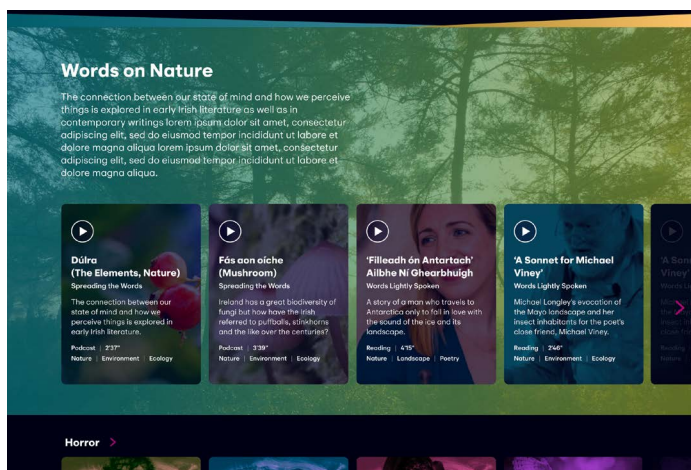 Words on Nature
The connection between our state of mind and how we perceive
things is explored in early Irish literature as well as in
contemporary writings lorem ipsum dolor sit amet, consectetur
adipiscing elit, sed do eiusmod tempor incididunt ut labore et
dolore magna aliqua lorem ipsum dolor sit amet, consectetur
adipiscing elit, sed do eiusmod tempor incididunt ut labore et
dolore magna aliqua.
Dúlra
(The Elements, Nature)
Spreading the Words
The connection between our
state of mind and how we
perceive things is explored in
early Irish literature.
Podcast | 2'37"
Nature | Environment | Ecology
Fás aon oíche
(Mushroom)
Spreading the Words
Ireland has a great biodiversity of
fungi but how have the Irish
referred to puffballs, stinkhorns
and the like over the centuries?
Podcast | 3'39"
Nature | Environment | Ecology
'Filleadh ón Antartach'
Ailbhe Ní Ghearbhuigh
Words Lightly Spoken
A story of a man who travels to
Antarctica only to fall in love with
the sound of the ice and its
landscape.
Reading | 4'15"
Nature | Landscape | Poetry
'A Sonnet for Michael
Viney'
Words Lightly Spoken
Michael Longley's evocation of
the Mayo landscape and her
insect inhabitants for the poet's
close friend, Michael Viney.
Reading | 2'46"
Nature | Environment | Ecology
Horror